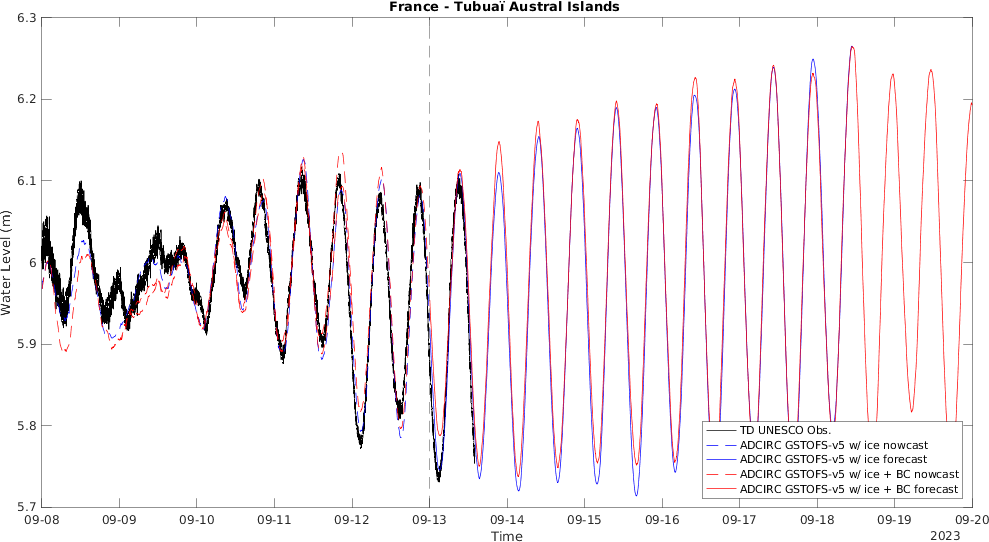 France - Tubuaï Austral Islands
6.3
6.2
6.1
6
5.9
5.8
5.7
Water Level (m)
TD UNESCO Obs.
ADCIRC GSTOFS-v5 w/ ice nowcast
ADCIRC GSTOFS-v5 w/ ice forecast
ADCIRC GSTOFS-v5 w/ ice + BC nowcast
ADCIRC GSTOFS-v5 w/ ice + BC forecast
09-08 09-09 09-10 09-11 09-12 09-13 09-14 09-15 09-16 09-17 09-18 09-19 09-20
Time
2023